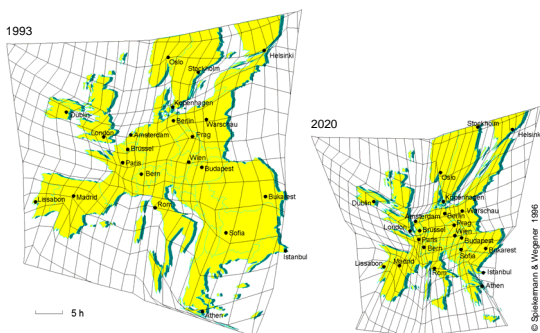 1993
Oslo
Stockholm
Helsinki
Kopenhagen
Dublin
London
Amsterdam
Berlin
Warschau
Brüssel
Prag
Paris
Wien
Bern
Budapest
Lissabon
Madrid
Rom
Bukarest
Sofia
Istanbul
Athen
5 h
2020
Stockholm
Helsinki
Oslo
Dublin
Kopenhagen
Amsterdam
Berlin
Warschau
London
Brüssel
Prag
Paris
Wien
Bern
Budapest
Bukarest
Sofia
Lissabon
Madrid
Rom
Istanbul
Athen
© Spiekermann & Wegener 1996